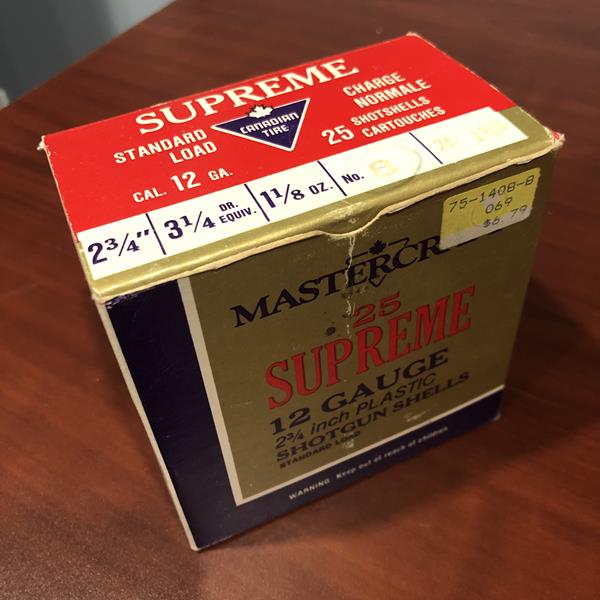 SUPREME
STANDARD
LOAD
CANADIAN
TIRE
CHARGE
NORMALE
CAL. 12 GA.
25 SHOTSHELLS
CARTOUCHES
2¾"
3¼ DR. EQUIV.
1⅛ OZ.
No. 8
75-1408-8
069
$6.79
MASTERCR
25
SUPREME
12 GAUGE
2¾ inch PLASTIC
SHOTGUN SHELLS
STANDARD LOAD
WARNING Keep out of reach of children